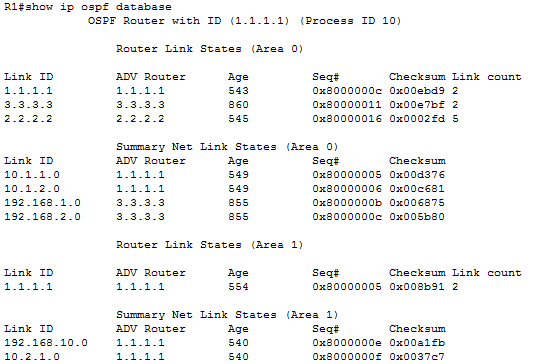 R1#show ip ospf database
OSPF Router with ID (1.1.1.1) (Process ID 10)
Router Link States (Area 0)
Link ID ADV Router Age Seq# Checksum Link count
1.1.1.1 1.1.1.1 543 0x8000000c 0x00ebd9 2
3.3.3.3 3.3.3.3 860 0x80000011 0x00e7bf 2
2.2.2.2 2.2.2.2 545 0x80000016 0x0002fd 5
Summary Net Link States (Area 0)
Link ID ADV Router Age Seq# Checksum
10.1.1.0 1.1.1.1 549 0x80000005 0x00d376
10.1.2.0 1.1.1.1 549 0x80000006 0x00c681
192.168.1.0 3.3.3.3 855 0x8000000b 0x006875
192.168.2.0 3.3.3.3 855 0x8000000c 0x005b80
Router Link States (Area 1)
Link ID ADV Router Age Seq# Checksum Link count
1.1.1.1 1.1.1.1 554 0x80000005 0x008b91 2
Summary Net Link States (Area 1)
Link ID ADV Router Age Seq# Checksum
192.168.10.0 1.1.1.1 540 0x8000000e 0x00a1fb
10.2.1.0 1.1.1.1 540 0x8000000f 0x0037c7